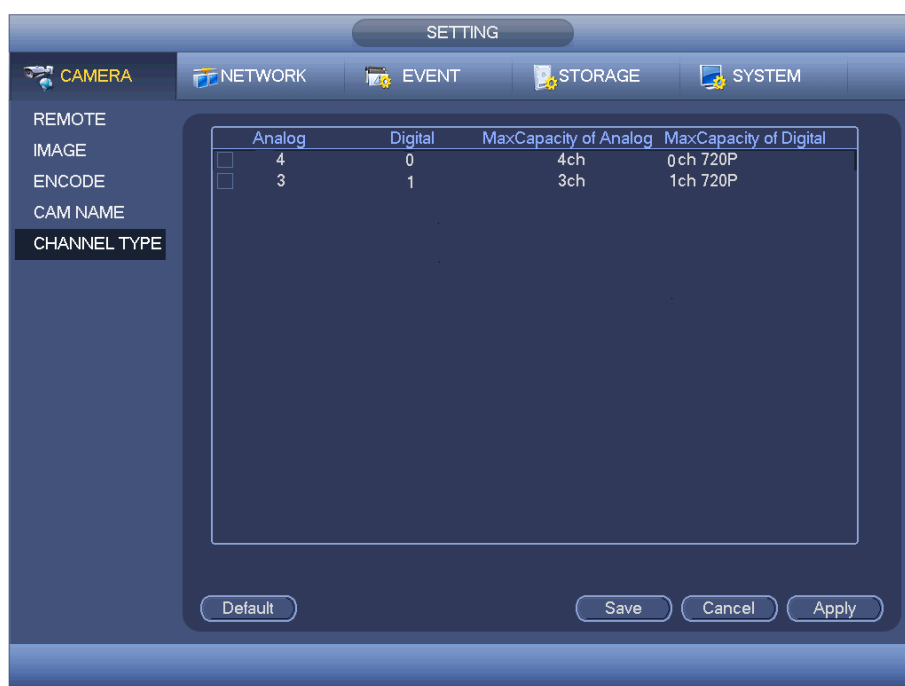 SETTING
CAMERA NETWORK EVENT STORAGE SYSTEM
REMOTE
IMAGE
ENCODE
CAM NAME
CHANNEL TYPE
Analog Digital MaxCapacity of Analog MaxCapacity of Digital
4 0 4ch 0ch 720P
3 1 3ch 1ch 720P
Default Save Cancel Apply